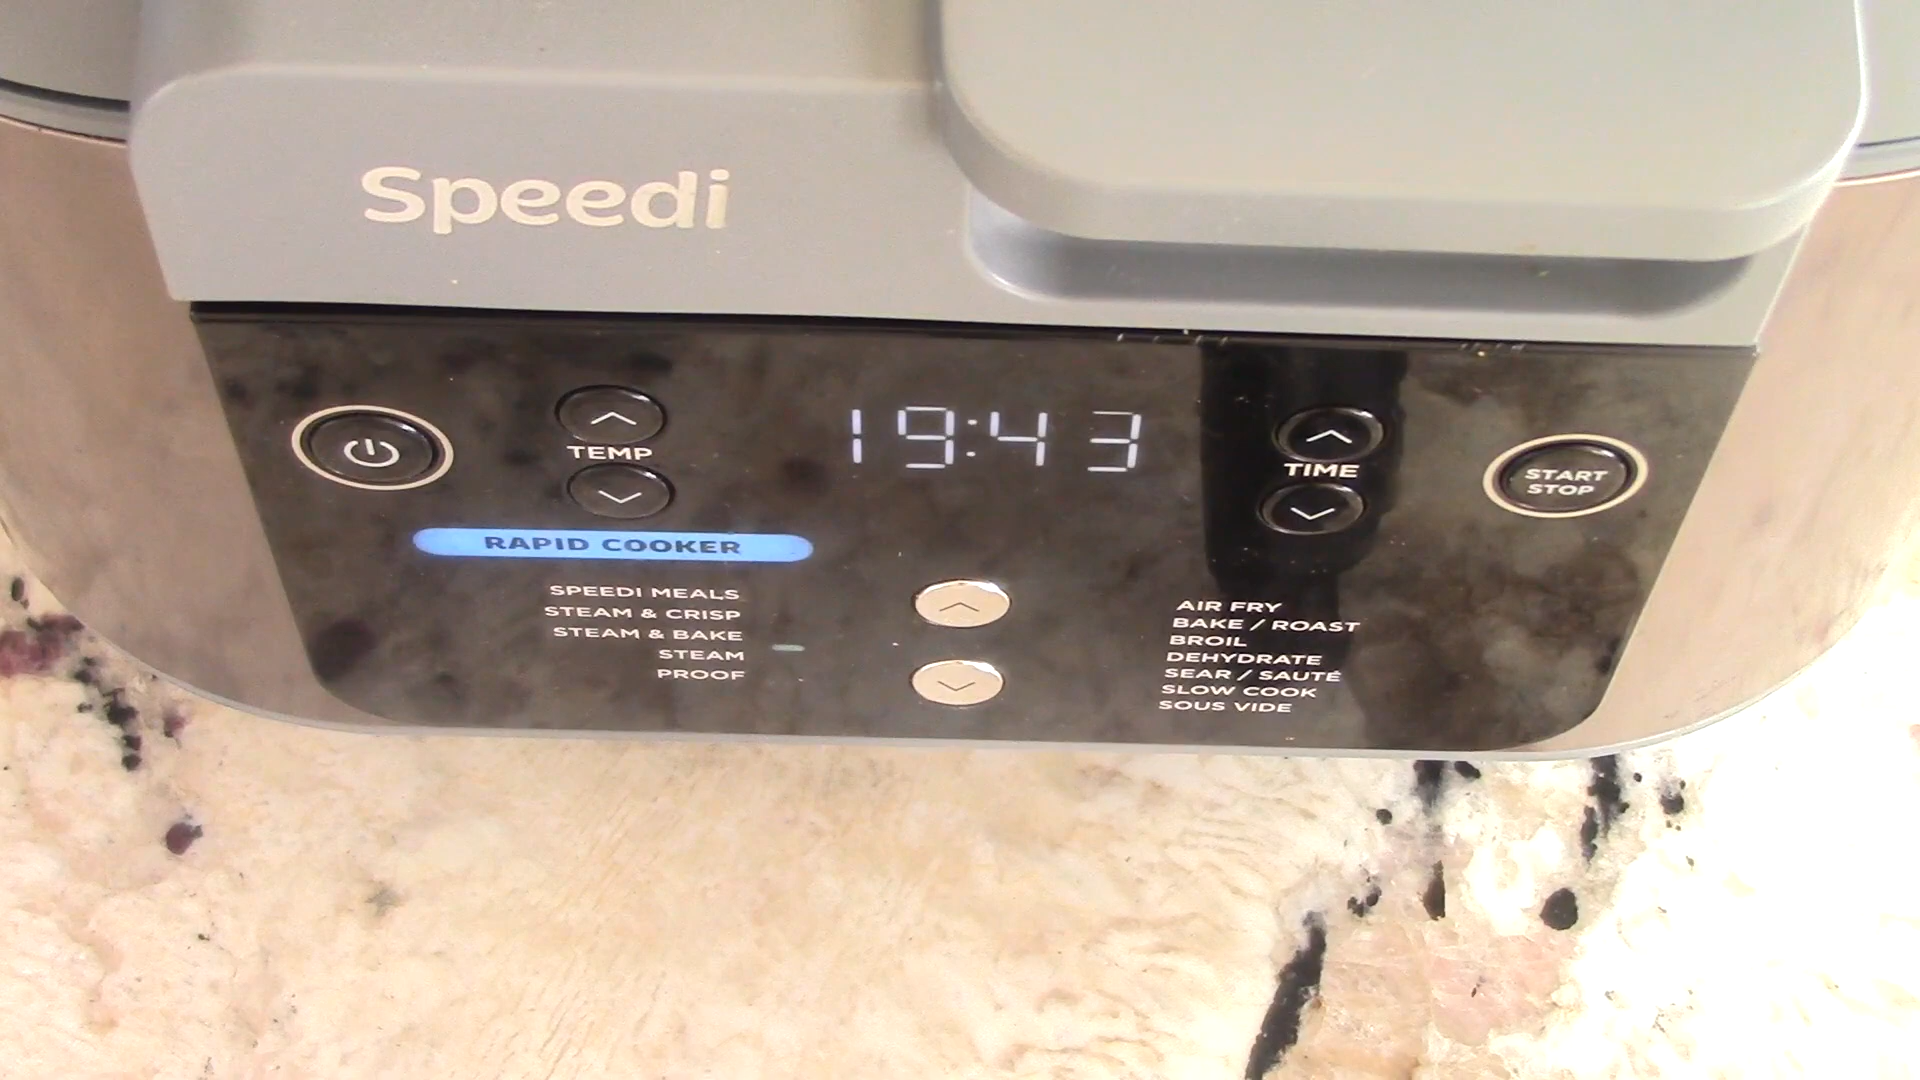 Speedi
TEMP
19:43
TIME
START
STOP
RAPID COOKER
SPEEDI MEALS
STEAM & CRISP
STEAM & BAKE
STEAM
PROOF
AIR FRY
BAKE / ROAST
BROIL
DEHYDRATE
SEAR / SAUTÉ
SLOW COOK
SOUS VIDE